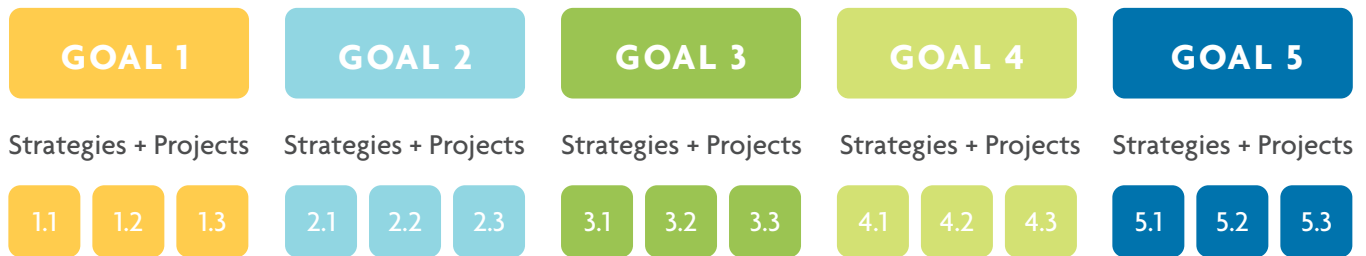 GOAL 1 GOAL 2 GOAL 3 GOAL 4 GOAL 5
Strategies + Projects Strategies + Projects Strategies + Projects Strategies + Projects Strategies + Projects
1.1 1.2 1.3 2.1 2.2 2.3 3.1 3.2 3.3 4.1 4.2 4.3 5.1 5.2 5.3